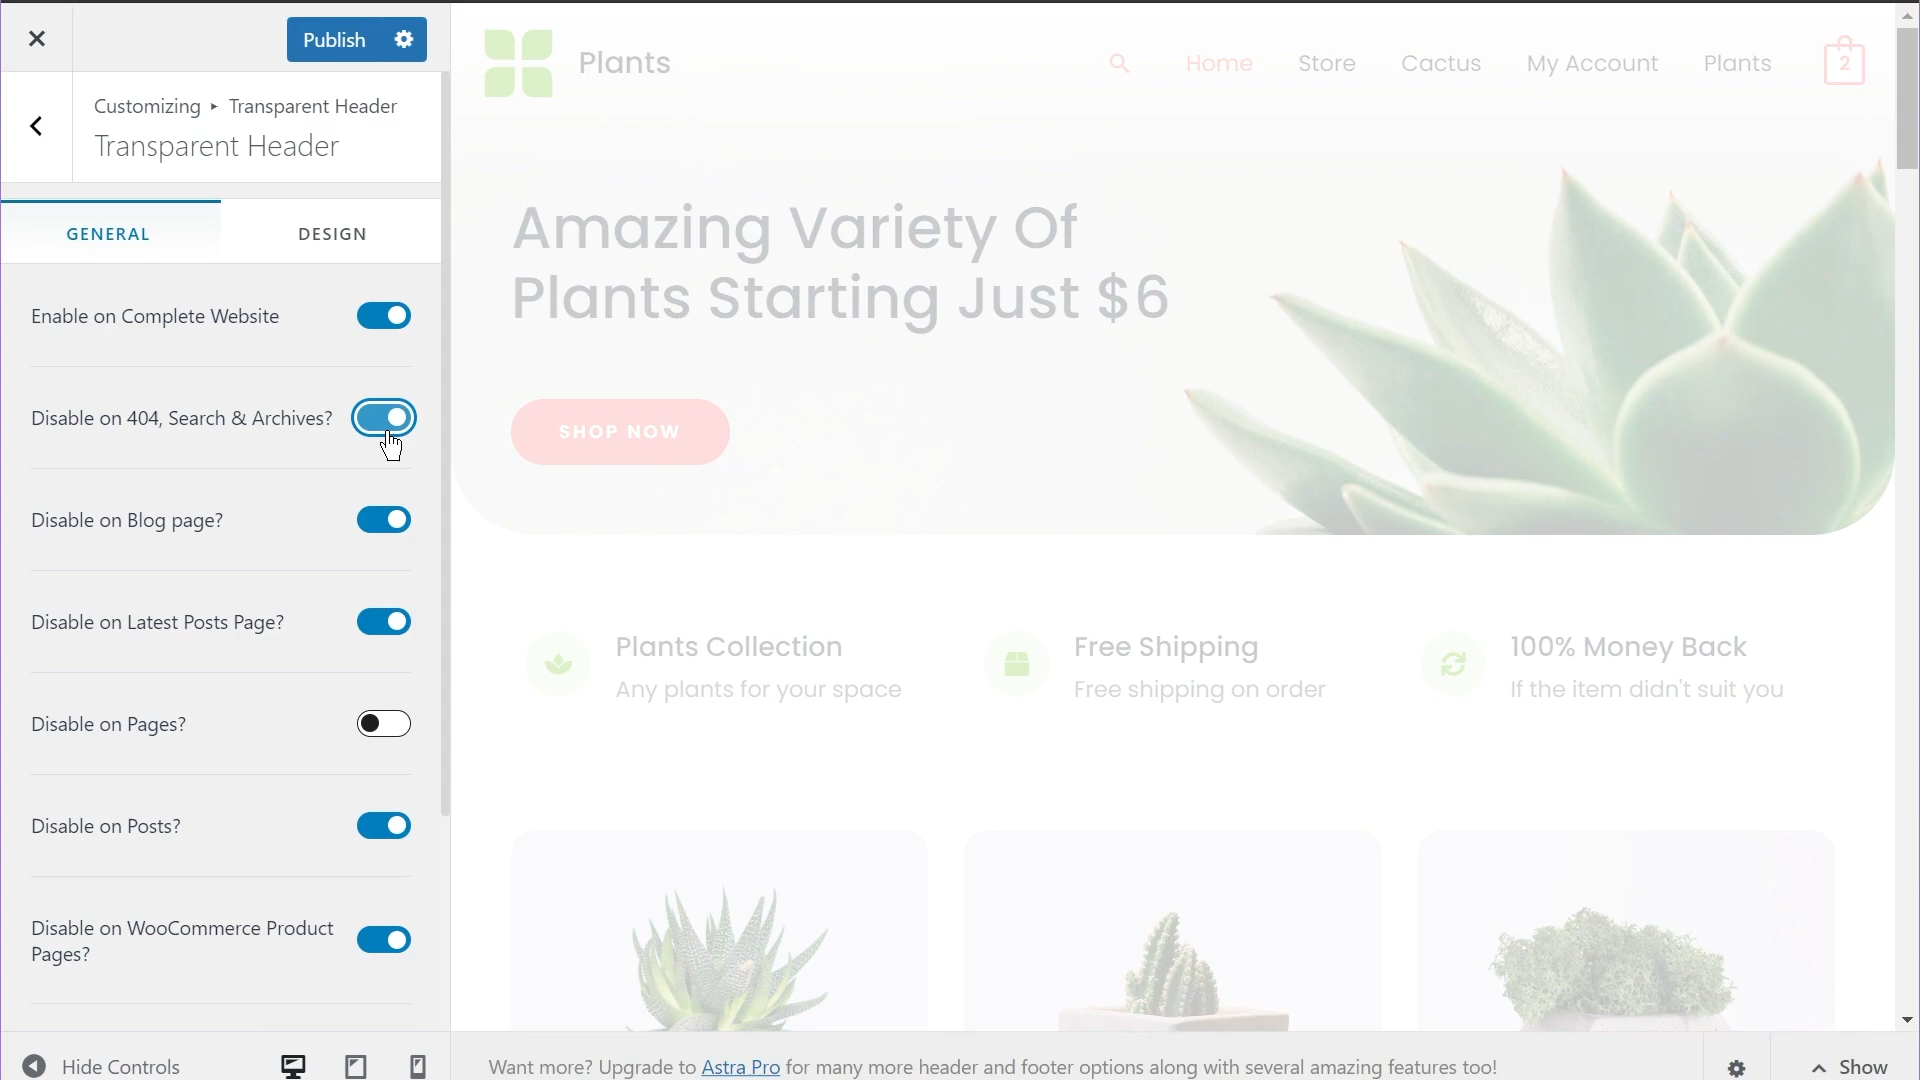 Publish
Customizing ▸ Transparent Header
Transparent Header
GENERAL
DESIGN
Enable on Complete Website
Disable on 404, Search & Archives?
Disable on Blog page?
Disable on Latest Posts Page?
Disable on Pages?
Disable on Posts?
Disable on WooCommerce Product
Pages?
Hide Controls
Plants
Home
Store
Cactus
My Account
Plants
2
Amazing Variety Of
Plants Starting Just $6
SHOP NOW
Plants Collection
Any plants for your space
Free Shipping
Free shipping on order
100% Money Back
If the item didn't suit you
Want more? Upgrade to Astra Pro for many more header and footer options along with several amazing features too!
Show